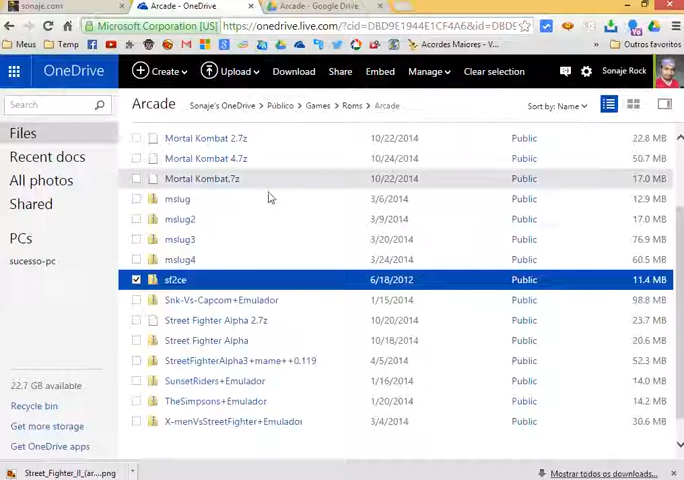 sonaje.com
Arcade - OneDrive
Arcade - Google Drive
Microsoft Corporation [US]
https://onedrive.live.com/?cid=DBD9E1944E1CF4A6&id=DBD9
Meus
M
Acordes Maiores / V...
Outros favoritos
OneDrive
Create
Upload
Download
Share
Embed
Manage
Clear selection
Sonaje Rock
Search
Arcade
Sonaje's OneDrive > Público > Games > Roms > Arcade
Sort by: Name
Files
Recent docs
All photos
Shared
PCs
sucesso-pc
Mortal Kombat 2.7z 10/22/2014 Public 22.8 MB
Mortal Kombat 4.7z 10/24/2014 Public 50.7 MB
Mortal Kombat.7z 10/22/2014 Public 17.0 MB
mslug 3/6/2014 Public 12.9 MB
mslug2 3/9/2014 Public 17.0 MB
mslug3 3/20/2014 Public 76.9 MB
mslug4 3/24/2014 Public 60.5 MB
sf2ce 6/18/2012 Public 11.4 MB
Snk-Vs-Capcom+Emulador 1/15/2014 Public 98.8 MB
Street Fighter Alpha 2.7z 10/20/2014 Public 23.7 MB
Street Fighter Alpha 10/18/2014 Public 20.6 MB
StreetFighterAlpha3+mame++0.119 4/5/2014 Public 52.3 MB
SunsetRiders+Emulador 1/16/2014 Public 14.0 MB
TheSimpsons+Emulador 1/20/2014 Public 14.2 MB
X-menVsStreetFighter+Emulador 3/4/2014 Public 30.6 MB
22.7 GB available
Recycle bin
Get more storage
Get OneDrive apps
Street_Fighter_II_(ar....png
Mostrar todos os downloads...